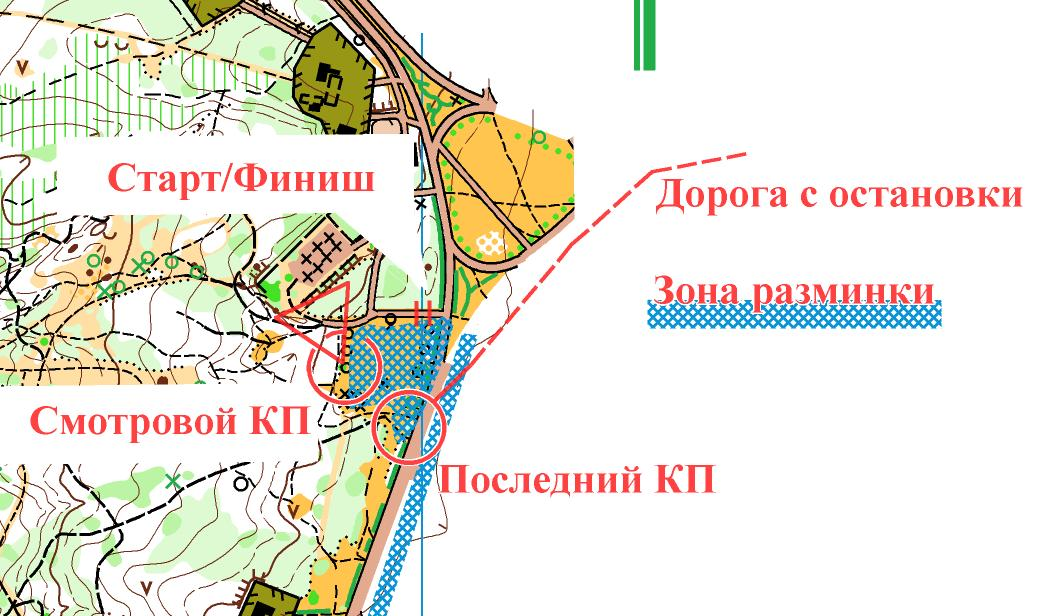 Старт/Финиш
Дорога с остановки
Зона разминки
Смотровой КП
Последний КП